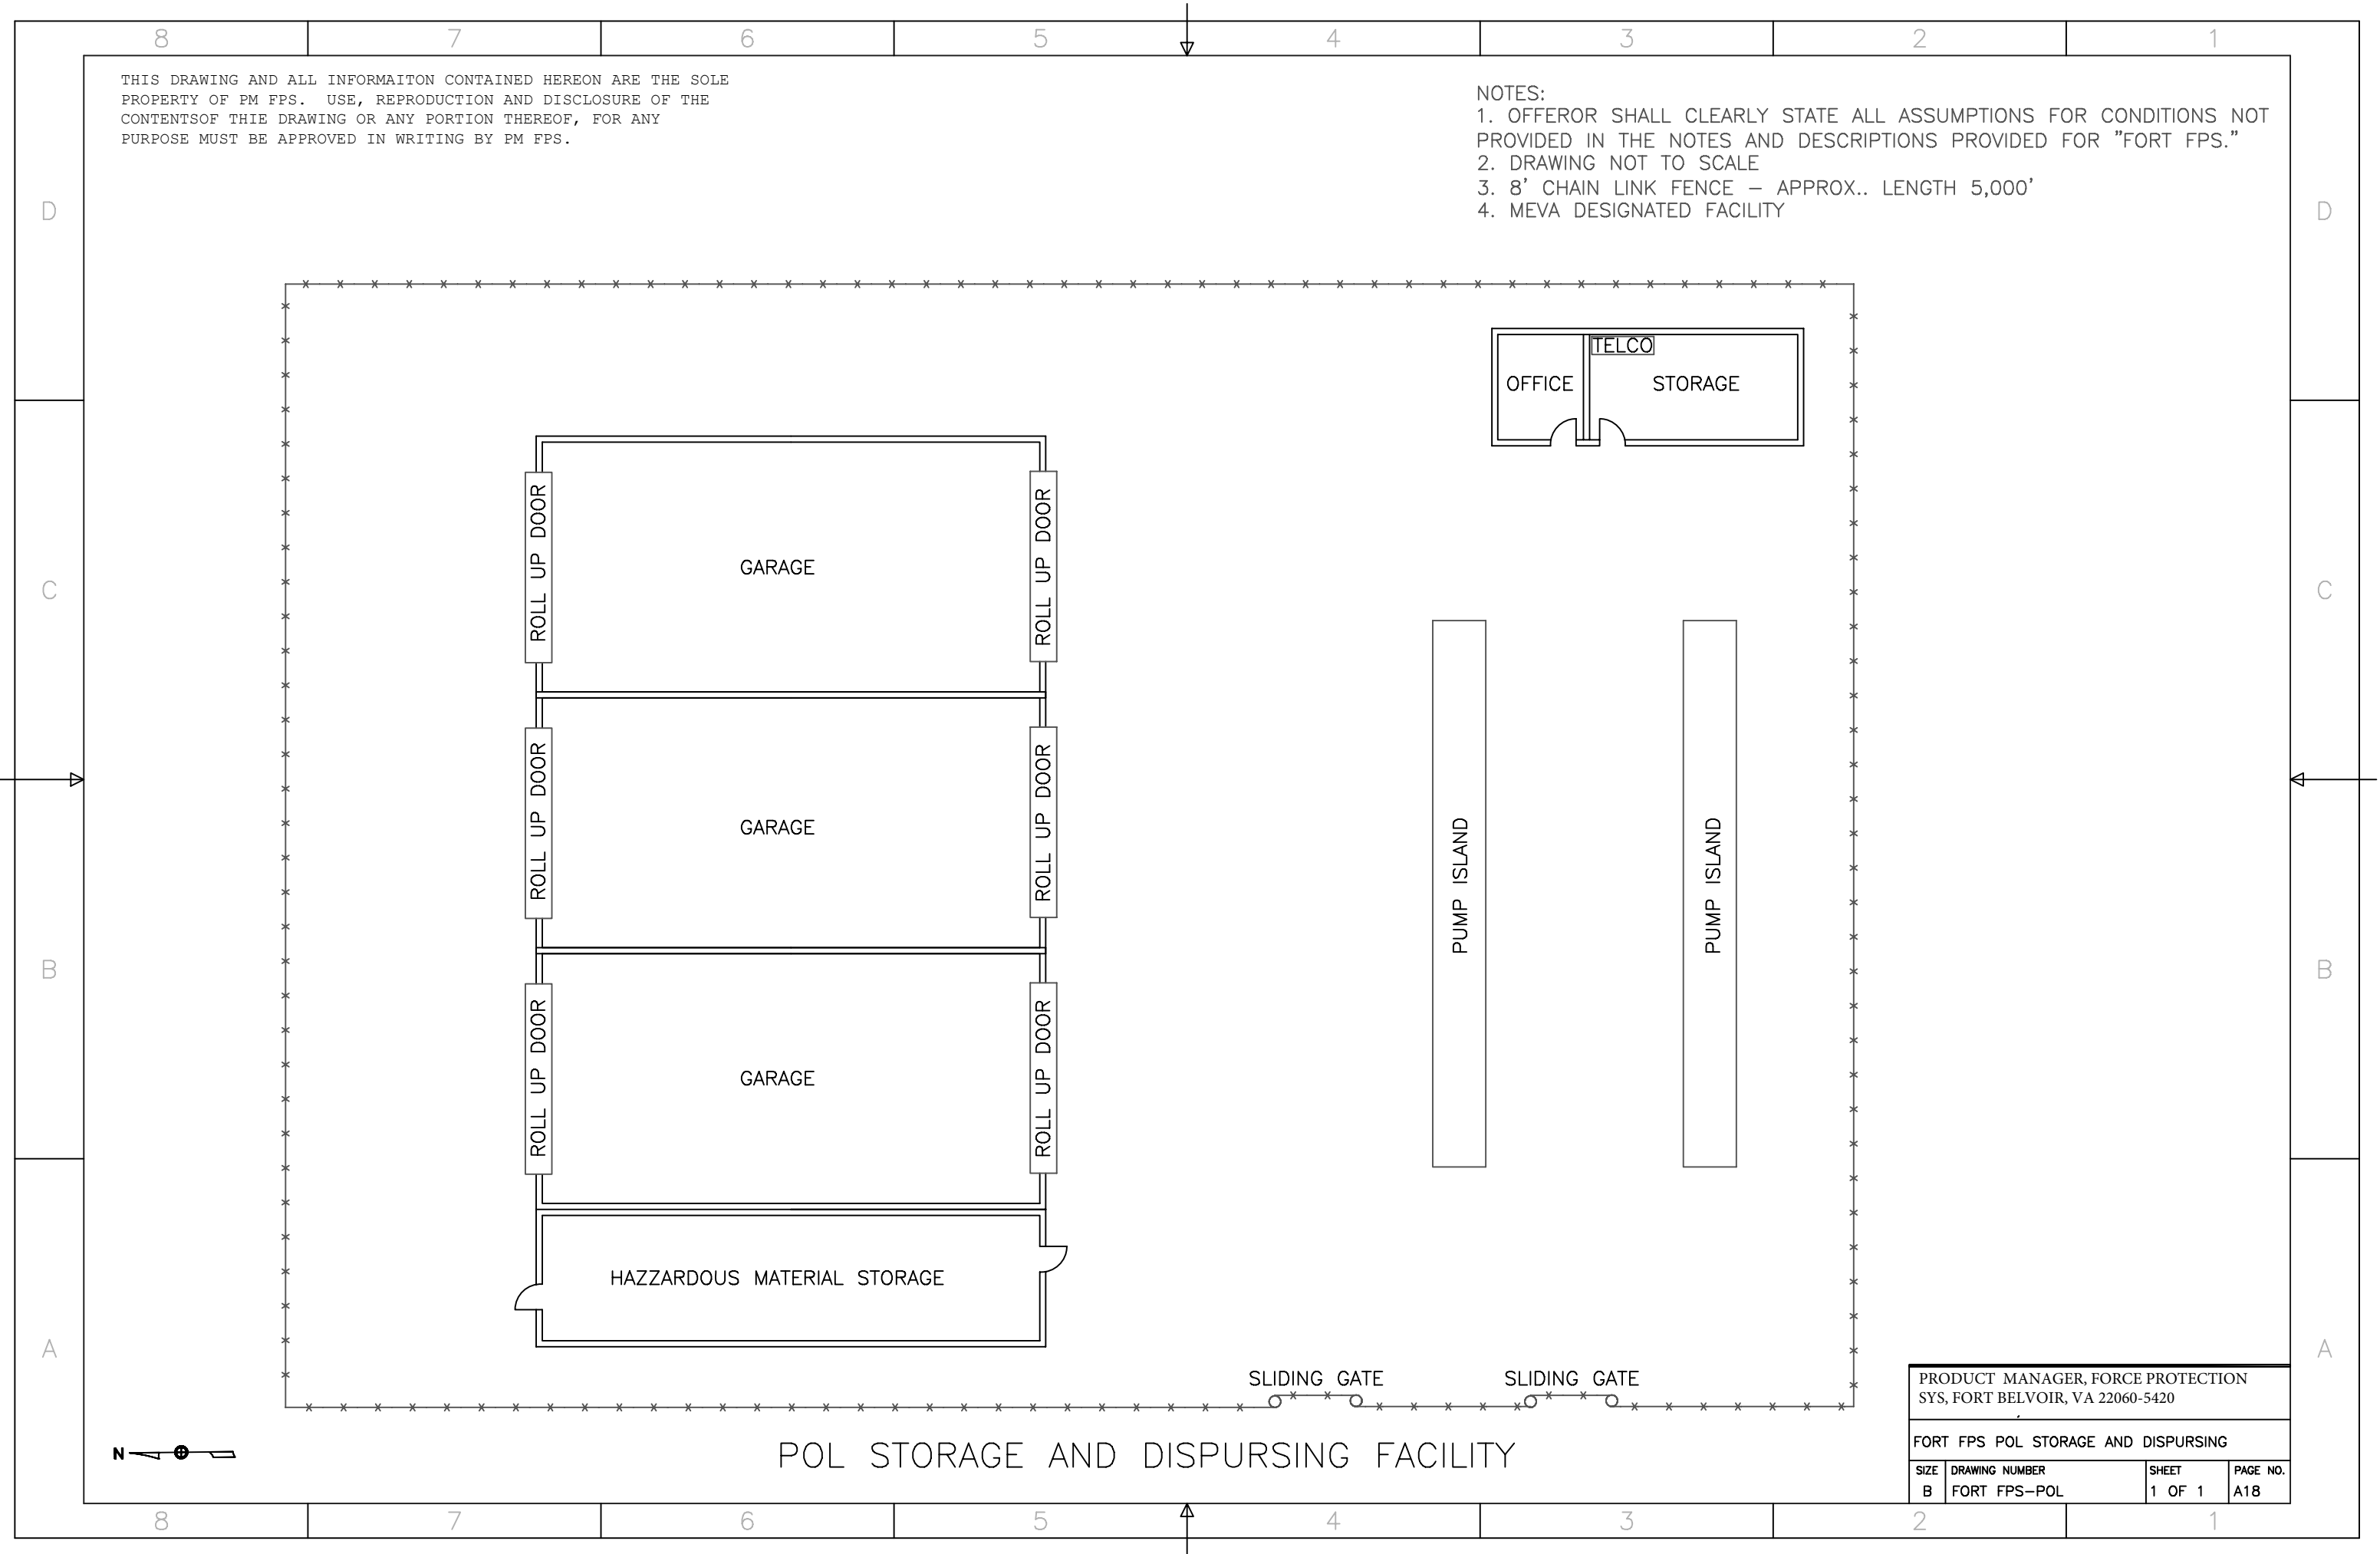 8 7 6 5 4 3 2 1
THIS DRAWING AND ALL INFORMAITON CONTAINED HEREON ARE THE SOLE
PROPERTY OF PM FPS. USE, REPRODUCTION AND DISCLOSURE OF THE
CONTENTSOF THIE DRAWING OR ANY PORTION THEREOF, FOR ANY
PURPOSE MUST BE APPROVED IN WRITING BY PM FPS.
NOTES:
1. OFFEROR SHALL CLEARLY STATE ALL ASSUMPTIONS FOR CONDITIONS NOT
PROVIDED IN THE NOTES AND DESCRIPTIONS PROVIDED FOR "FORT FPS."
2. DRAWING NOT TO SCALE
3. 8' CHAIN LINK FENCE – APPROX.. LENGTH 5,000'
4. MEVA DESIGNATED FACILITY
D
D
TELCO
OFFICE
STORAGE
ROLL UP DOOR
GARAGE
ROLL UP DOOR
C
C
ROLL UP DOOR
GARAGE
ROLL UP DOOR
PUMP ISLAND
PUMP ISLAND
B
B
ROLL UP DOOR
GARAGE
ROLL UP DOOR
HAZZARDOUS MATERIAL STORAGE
A
A
SLIDING GATE
SLIDING GATE
N
POL STORAGE AND DISPURSING FACILITY
PRODUCT MANAGER, FORCE PROTECTION
SYS, FORT BELVOIR, VA 22060-5420
FORT FPS POL STORAGE AND DISPURSING
SIZE
B
DRAWING NUMBER
FORT FPS–POL
SHEET
1 OF 1
PAGE NO.
A18
8 7 6 5 4 3 2 1